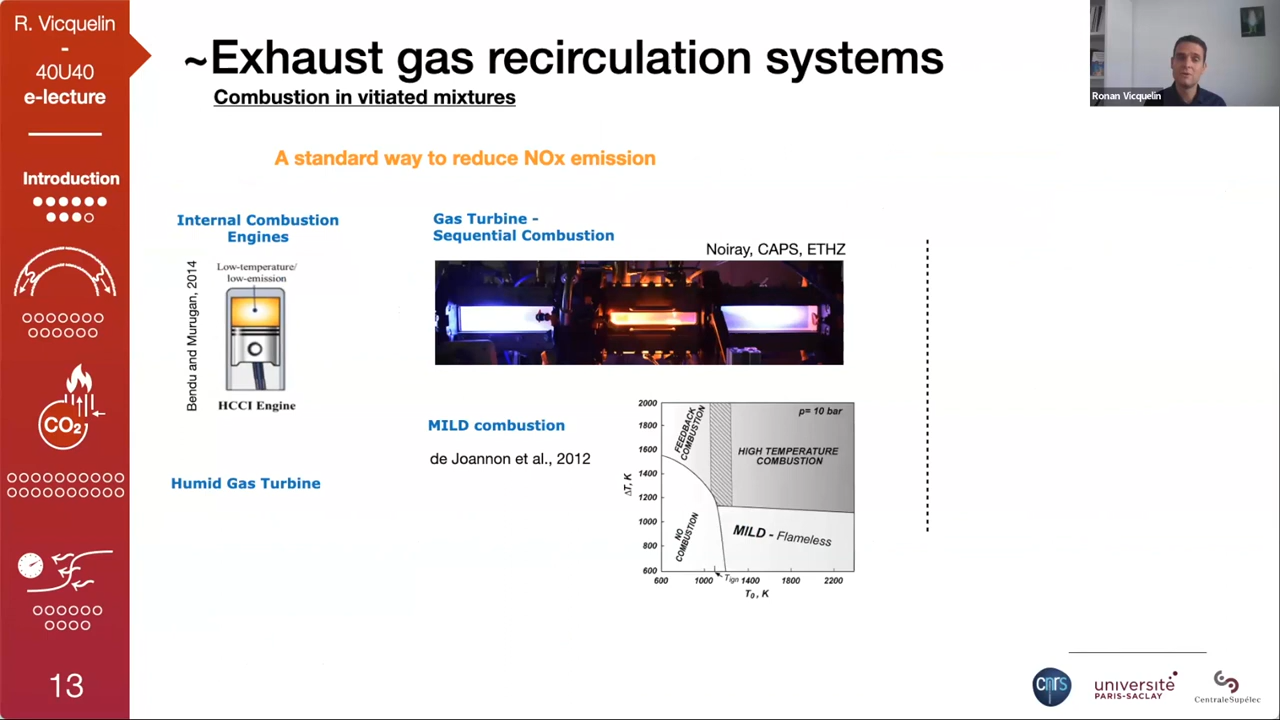 R. Vicquelin
-
40U40
e-lecture
Introduction
CO2
13
~Exhaust gas recirculation systems
Combustion in vitiated mixtures
A standard way to reduce NOx emission
Internal Combustion
Engines
Bendu and Murugan, 2014
Low-temperature/
low-emission
HCCI Engine
Humid Gas Turbine
Gas Turbine -
Sequential Combustion
Noiray, CAPS, ETHZ
MILD combustion
de Joannon et al., 2012
2000
1800
1600
1400
1200
1000
800
600
ΔT, K
FEEDBACK
COMBUSTION
p= 10 bar
HIGH TEMPERATURE
COMBUSTION
NO
COMBUSTION
MILD - Flameless
Tign
600
1000
1400
1800
2200
T0, K
Ronan Vicquelin
cnrs
université
PARIS-SACLAY
CentraleSupélec